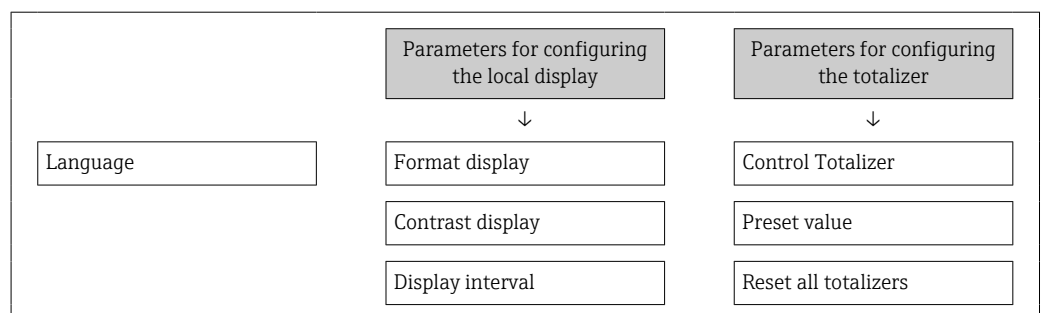 Parameters for configuring
the local display
Parameters for configuring
the totalizer
↓
↓
Language
Format display
Control Totalizer
Contrast display
Preset value
Display interval
Reset all totalizers